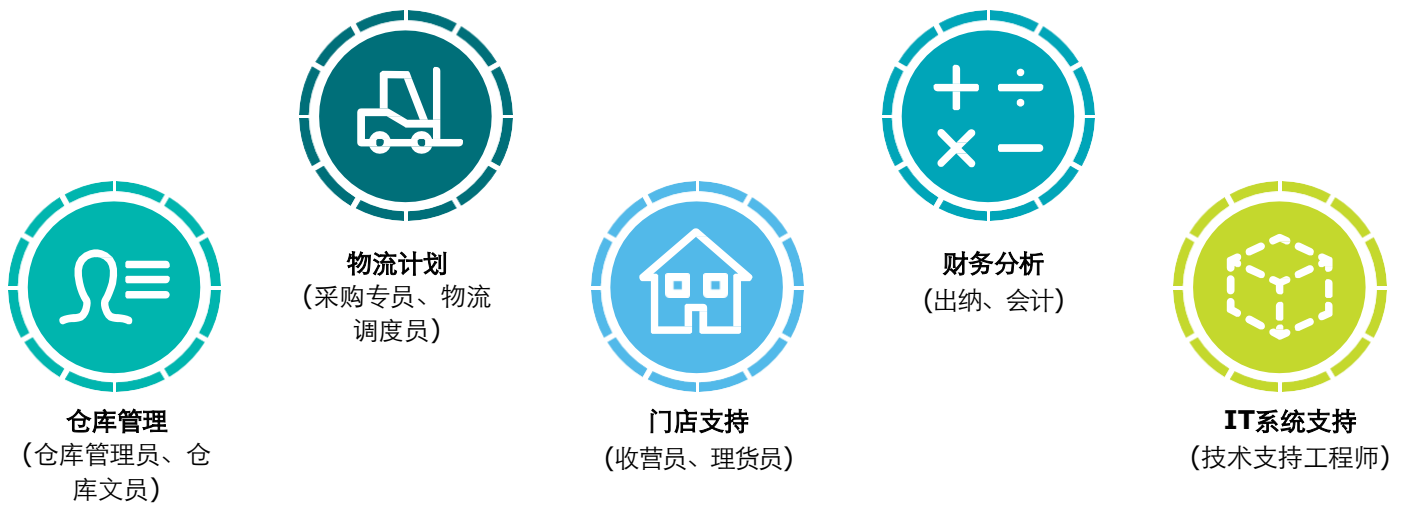 仓库管理
(仓库管理员、仓
库文员)
物流计划
(采购专员、物流
调度员)
门店支持
(收营员、理货员)
财务分析
(出纳、会计)
IT系统支持
(技术支持工程师)